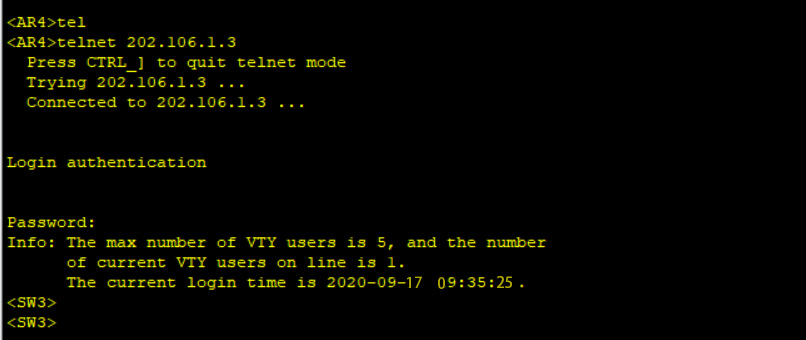 <AR4>tel
<AR4>telnet 202.106.1.3
Press CTRL_] to quit telnet mode
Trying 202.106.1.3 ...
Connected to 202.106.1.3 ...
Login authentication
Password:
Info: The max number of VTY users is 5, and the number
of current VTY users on line is 1.
The current login time is 2020-09-17 09:35:25.
<SW3>
<SW3>